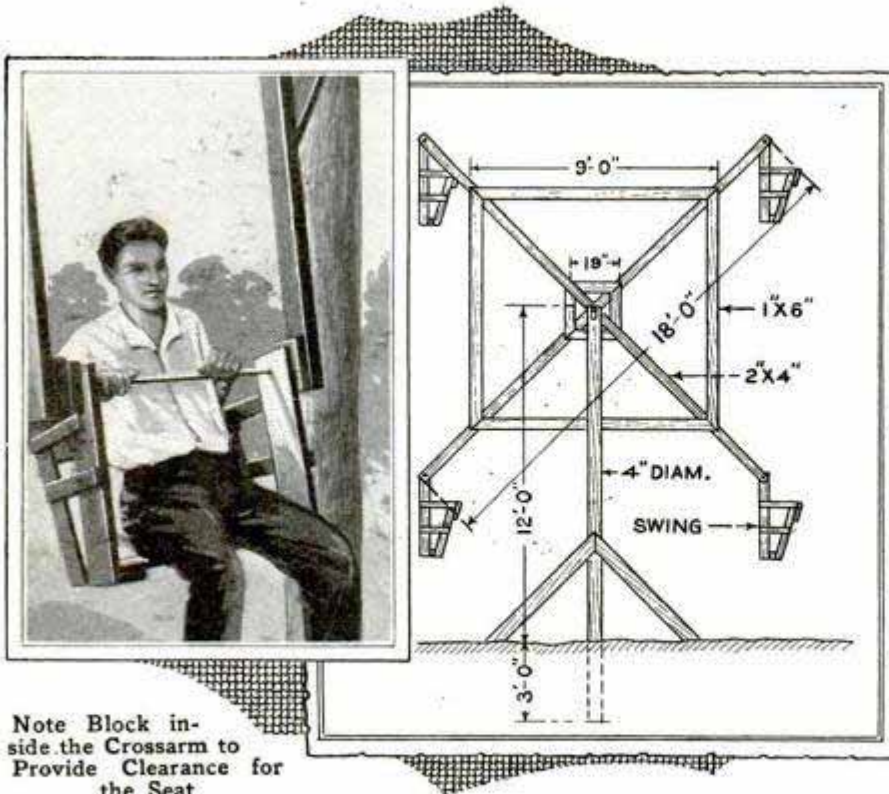 9'-0"
19"
18'-0"
1"X6"
2"X4"
4" DIAM.
12'-0"
SWING
3'-0"
Note Block in-
side the Crossarm to
Provide Clearance for
the Seat